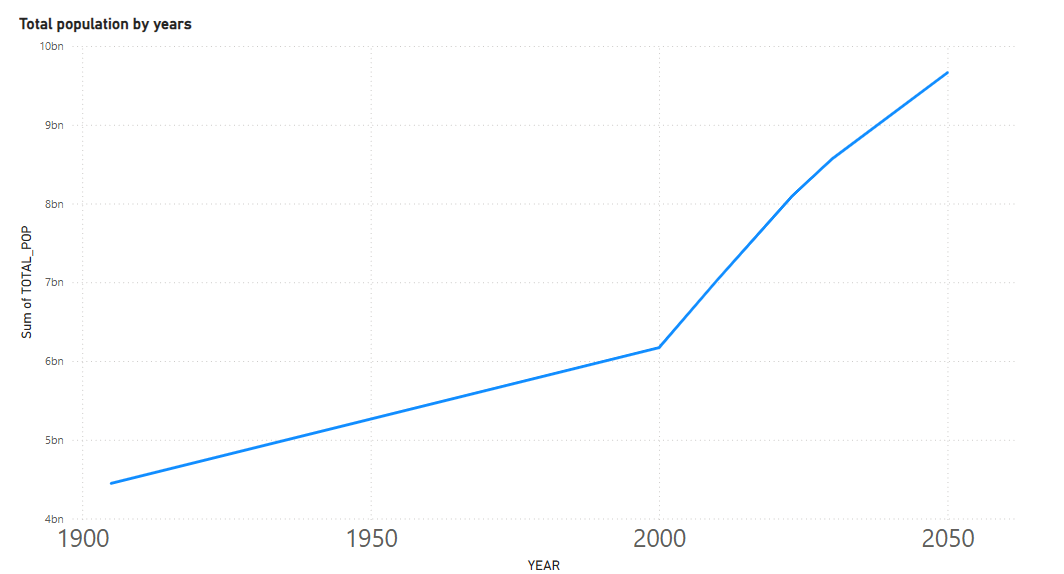 Total population by years
10bn
9bn
8bn
7bn
6bn
5bn
4bn
Sum of TOTAL_POP
1900 1950 2000 2050
YEAR